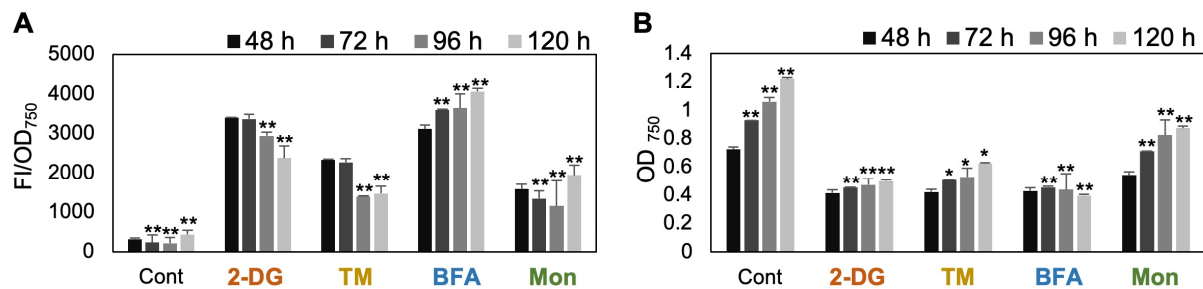 A
48 h 72 h 96 h 120 h
5000
4000
3000
2000
1000
0
FI/OD750
** ** **
** **
** **
** ** **
** ** **
Cont 2-DG TM BFA Mon
B
48 h 72 h 96 h 120 h
1.4
1.2
1
0.8
0.6
0.4
0.2
0
OD 750
** ** **
** ** **
* * *
** ** **
** ** **
Cont 2-DG TM BFA Mon